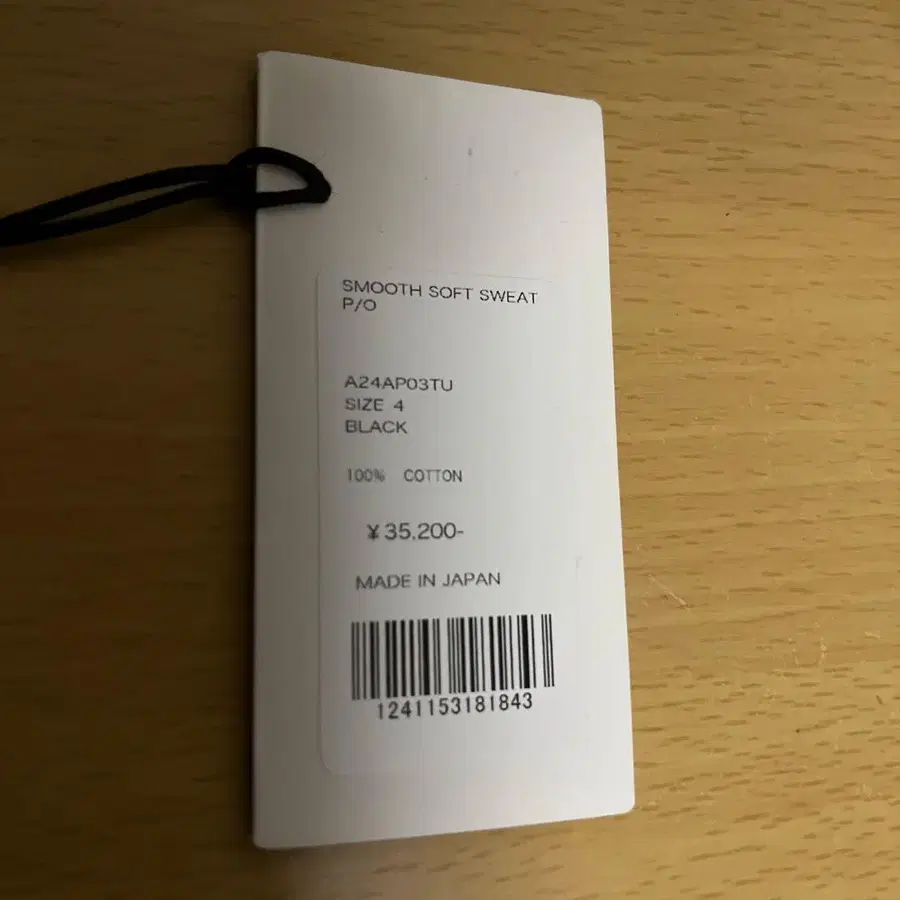 SMOOTH SOFT SWEAT
P/O
A24AP03TU
SIZE 4
BLACK
100% COTTON
¥35,200-
MADE IN JAPAN
1241153181843